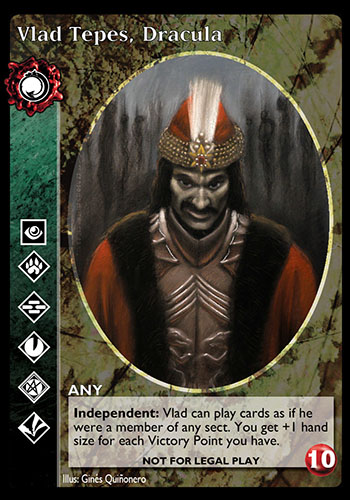 Vlad Tepes, Dracula
ANY
Independent: Vlad can play cards as if he
were a member of any sect. You get +1 hand
size for each Victory Point you have.
NOT FOR LEGAL PLAY
10
Illus: Ginés Quiñonero